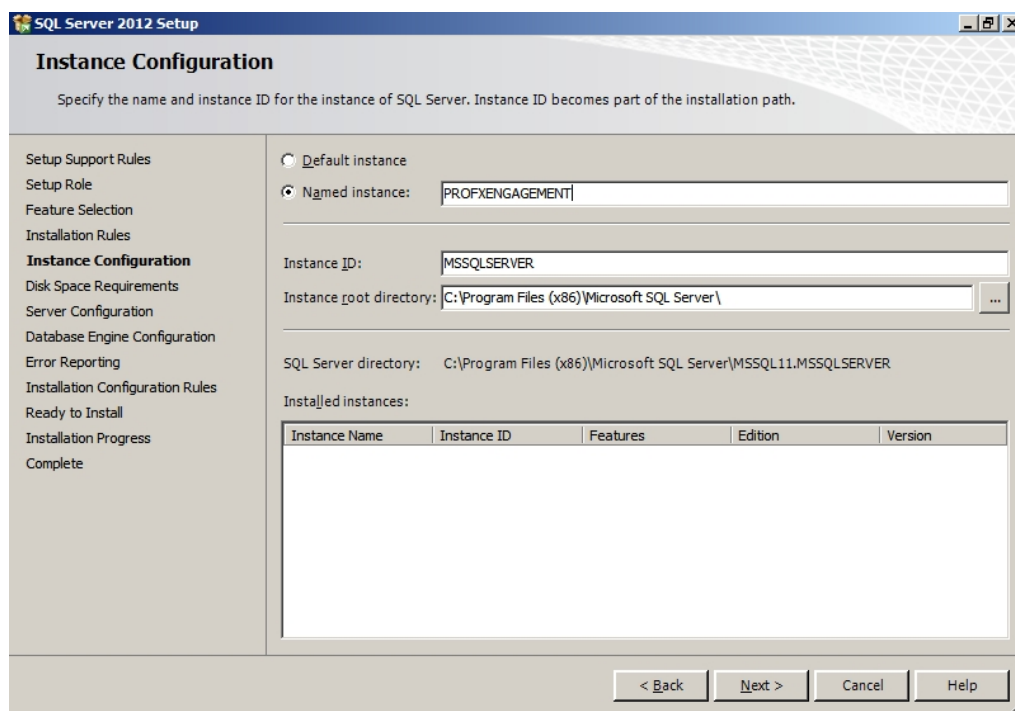 SQL Server 2012 Setup
Instance Configuration
Specify the name and instance ID for the instance of SQL Server. Instance ID becomes part of the installation path.
Setup Support Rules
Setup Role
Feature Selection
Installation Rules
Instance Configuration
Disk Space Requirements
Server Configuration
Database Engine Configuration
Error Reporting
Installation Configuration Rules
Ready to Install
Installation Progress
Complete
Default instance
Named instance: PROFXENGAGEMENT
Instance ID: MSSQLSERVER
Instance root directory: C:\Program Files (x86)\Microsoft SQL Server\ ...
SQL Server directory: C:\Program Files (x86)\Microsoft SQL Server\MSSQL11.MSSQLSERVER
Installed instances:
Instance Name Instance ID Features Edition Version
< Back Next > Cancel Help